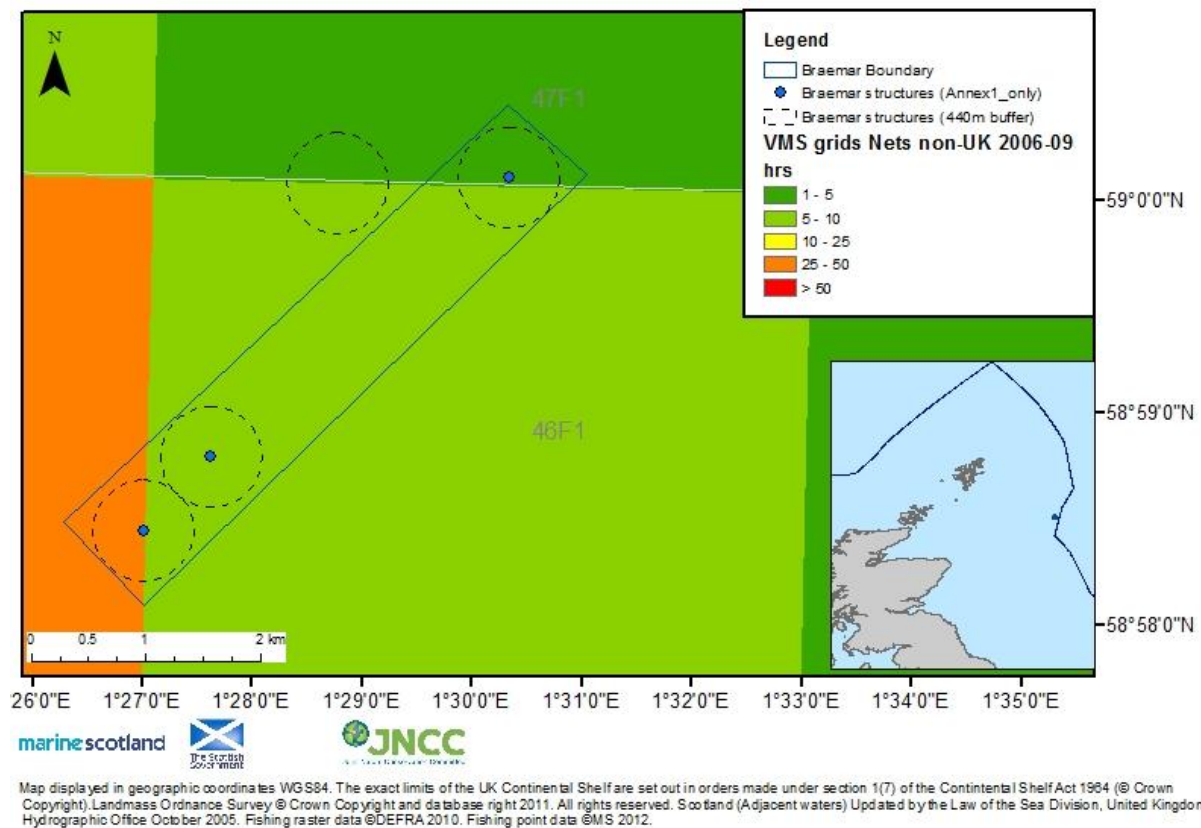 N
47F1
46F1
Legend
Braemar Boundary
Braemar structures (Annex1_only)
Braemar structures (440m buffer)
VMS grids Nets non-UK 2006-09
hrs
1 - 5
5 - 10
10 - 25
25 - 50
> 50
59°0'0"N
58°59'0"N
58°58'0"N
0 0.5 1 2 km
26'0"E 1°27'0"E 1°28'0"E 1°29'0"E 1°30'0"E 1°31'0"E 1°32'0"E 1°33'0"E 1°34'0"E 1°35'0"E
marinescotland
The Scottish
Government
JNCC
Map displayed in geographic coordinates WGS84. The exact limits of the UK Continental Shelf are set out in orders made under section 1(7) of the Contintental Shelf Act 1964 (© Crown
Copyright). Landmass Ordnance Survey © Crown Copyright and database right 2011. All rights reserved. Scotland (Adjacent waters) Updated by the Law of the Sea Division, United Kingdom
Hydrographic Office October 2005. Fishing raster data ©DEFRA 2010. Fishing point data ©MS 2012.